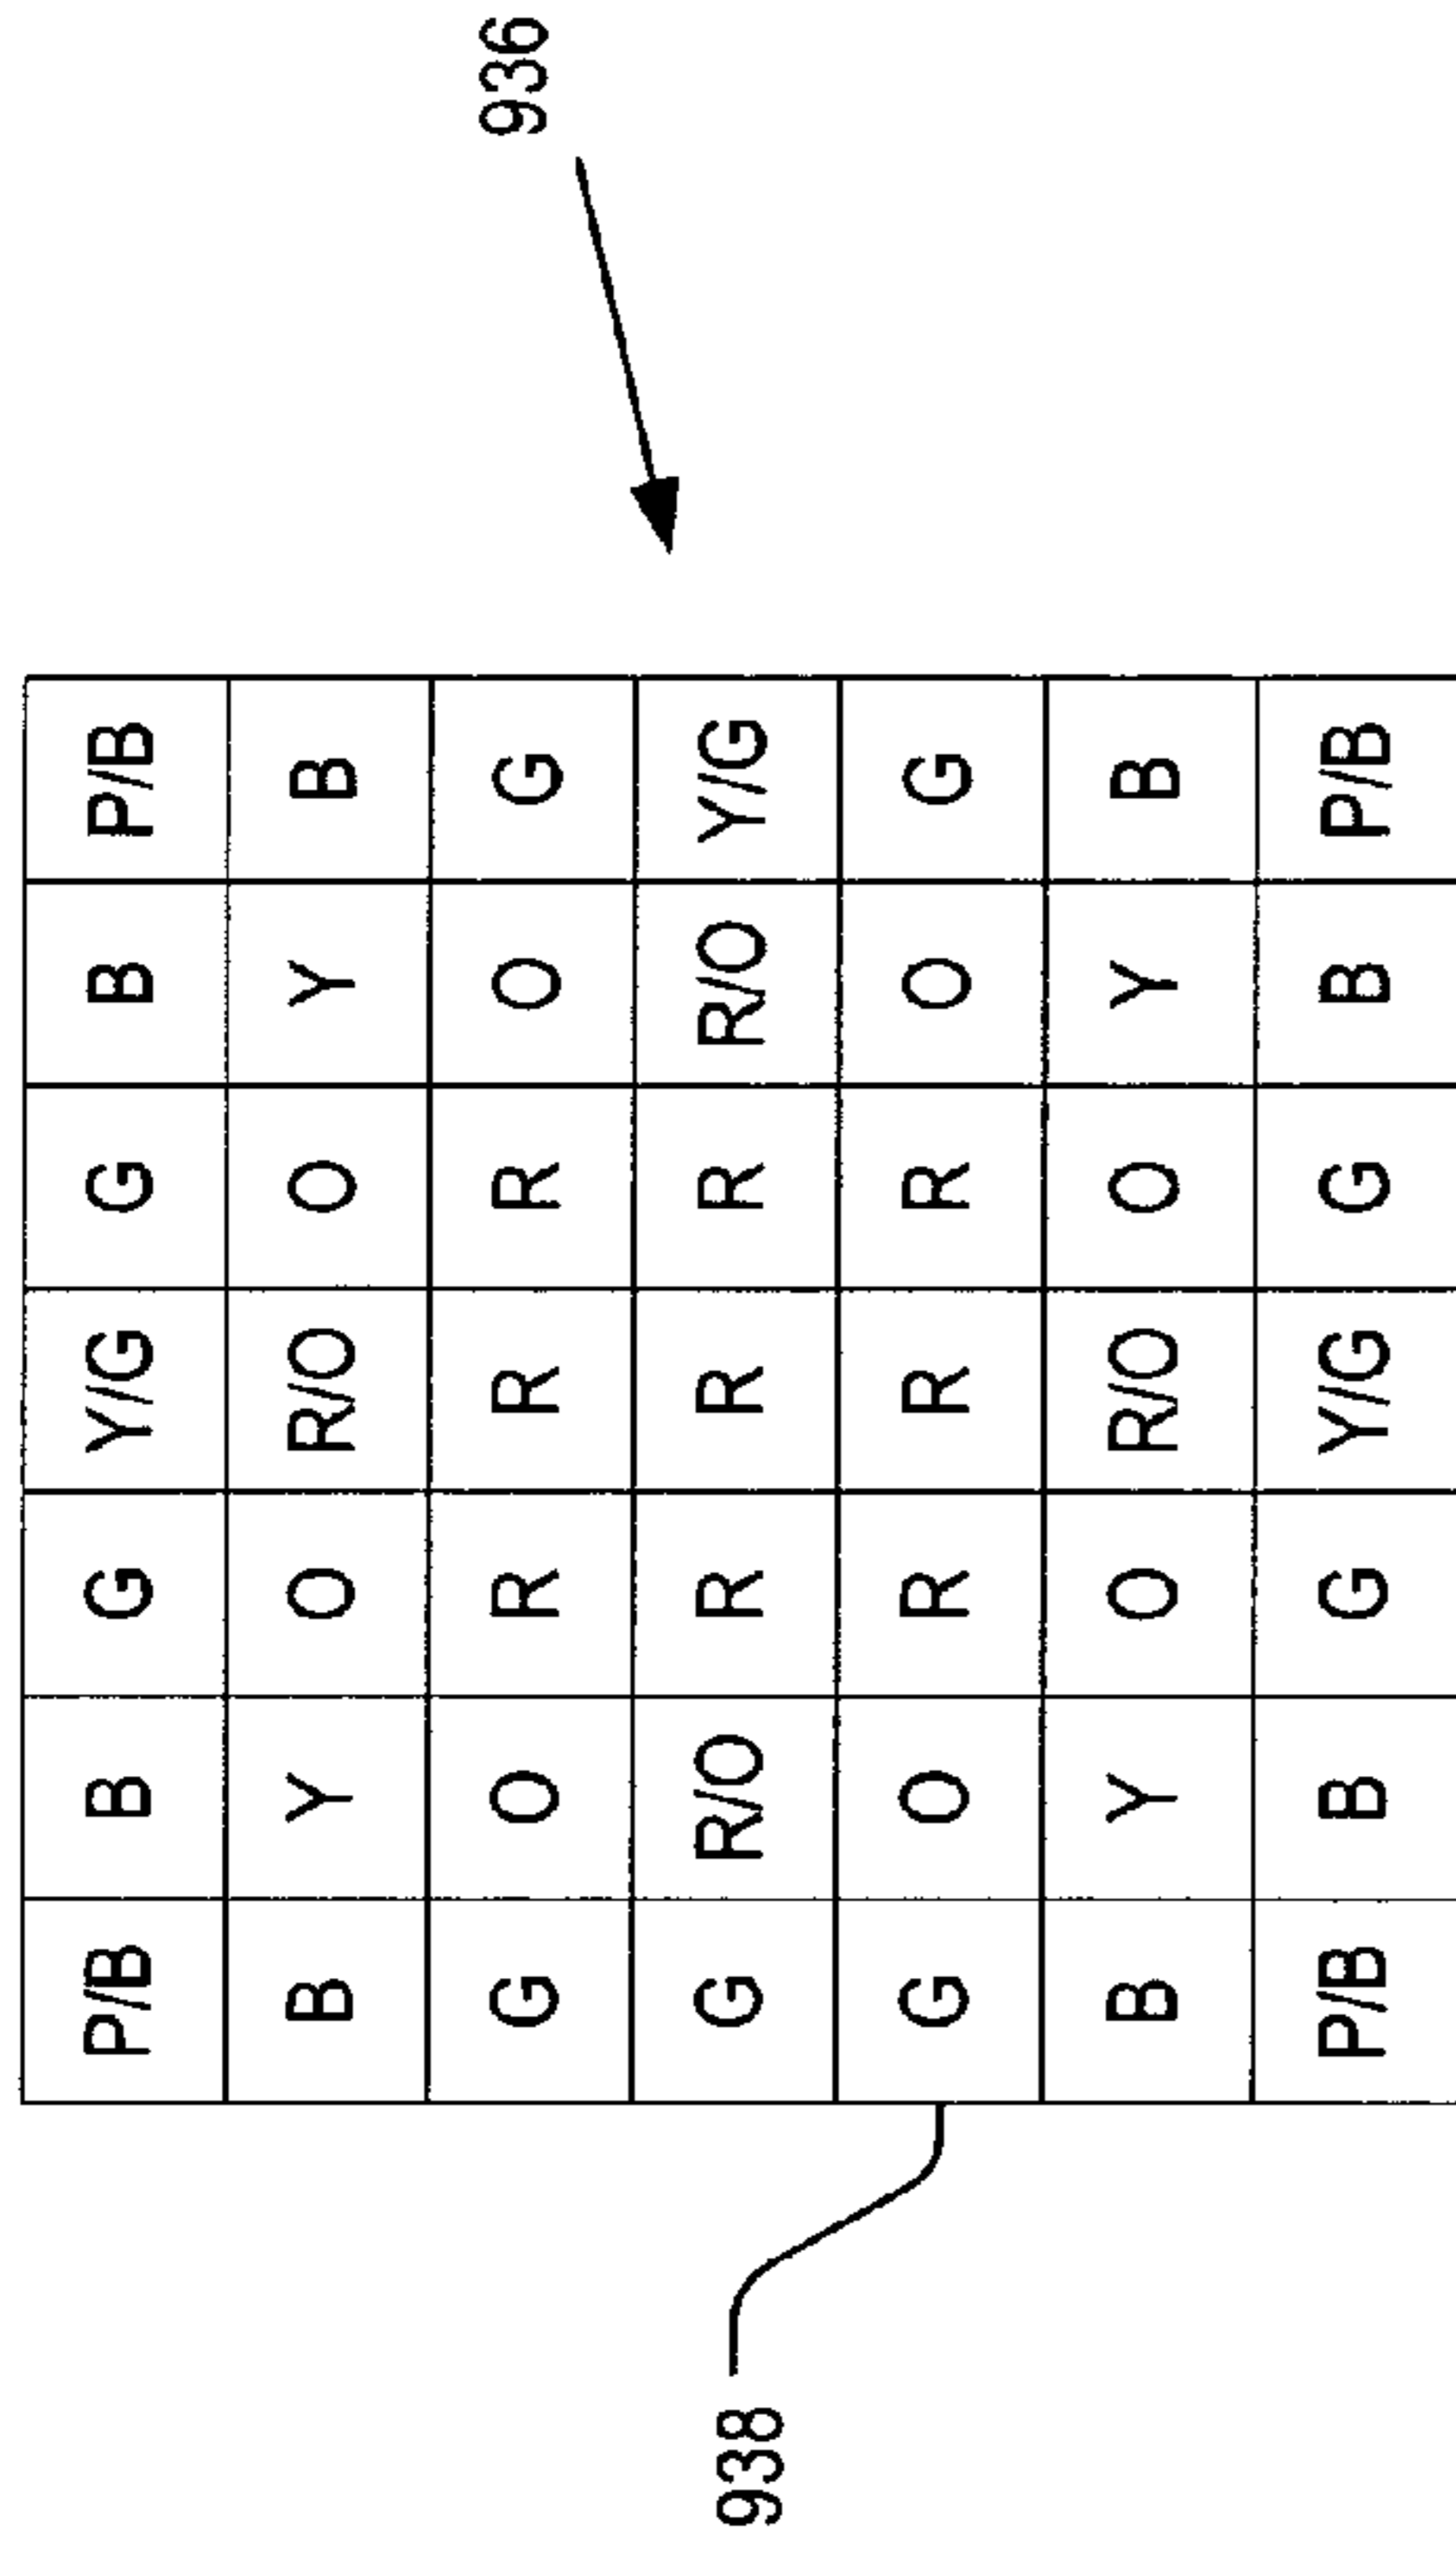 P/B B G Y/G G B P/B
B Y O R/O O Y B
G O R R R O G
936
G R/O R R R R/O Y/G
938
G O R R R O G
B Y O R/O O Y B
P/B B G Y/G G B P/B